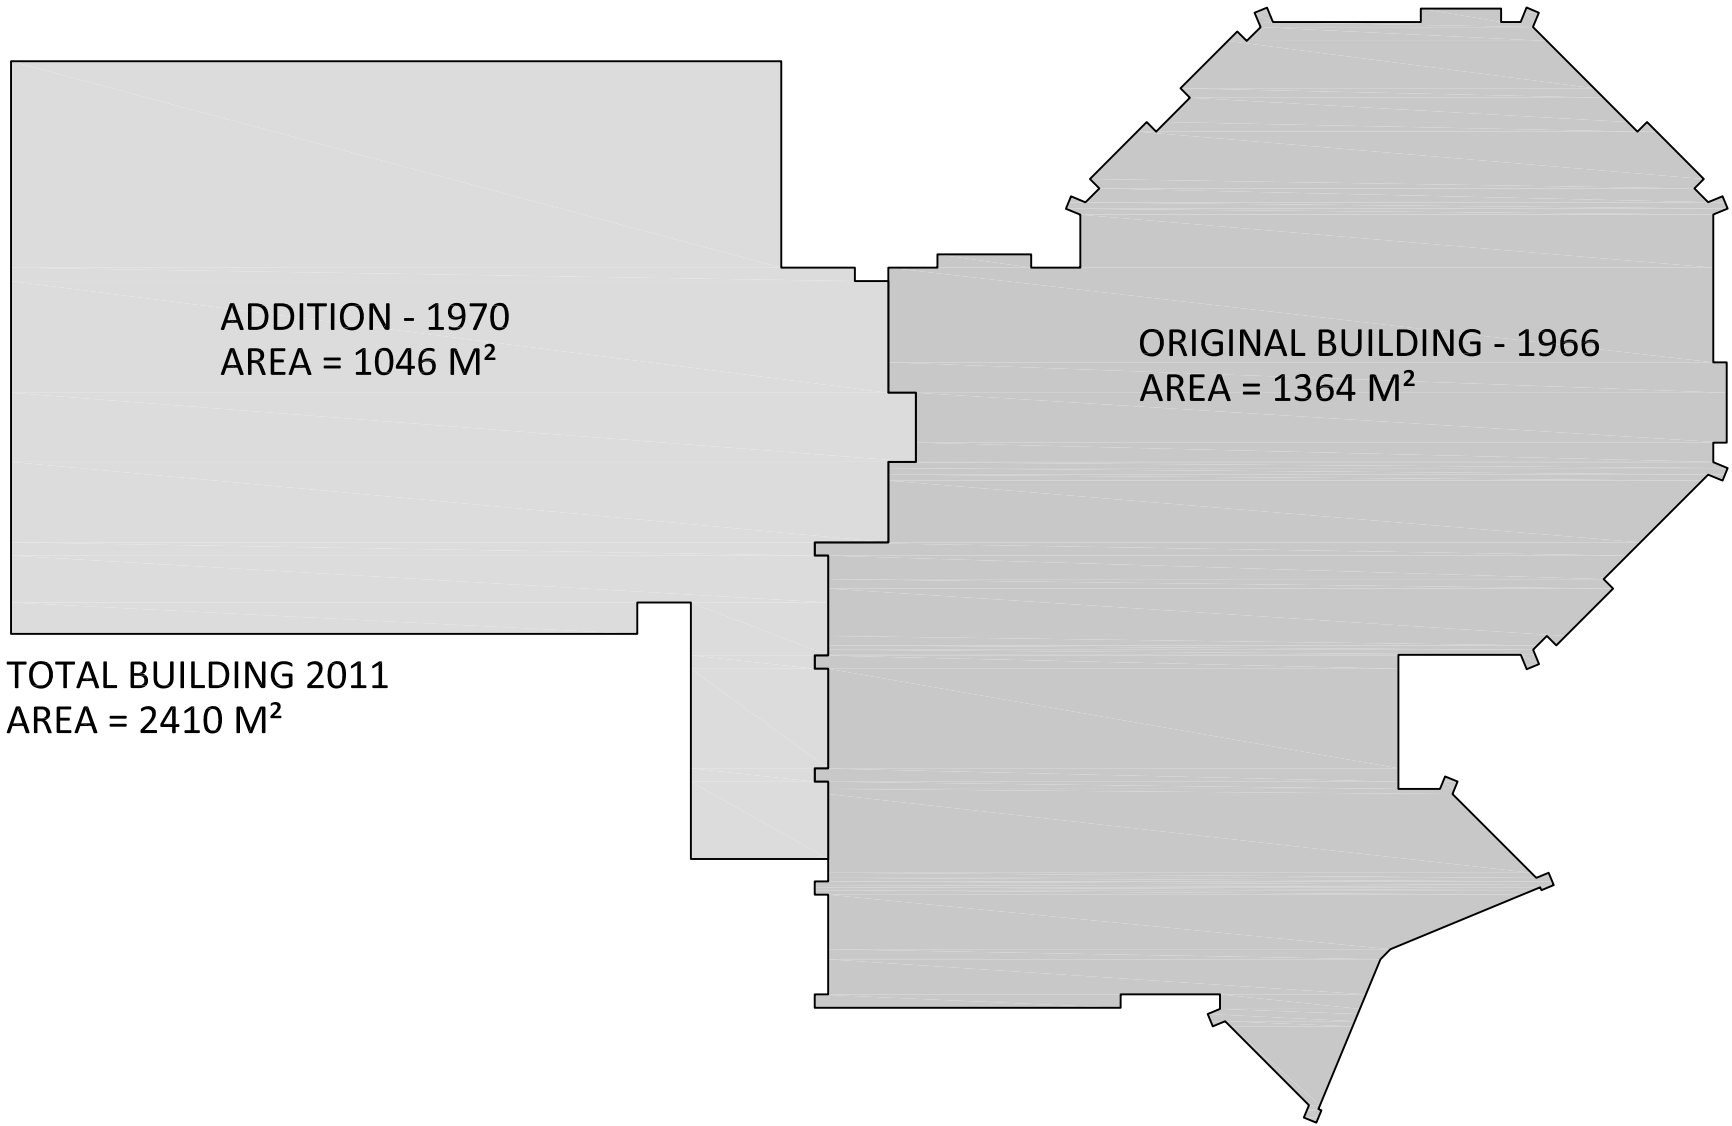 ADDITION - 1970
AREA = 1046 M²
ORIGINAL BUILDING - 1966
AREA = 1364 M²
TOTAL BUILDING 2011
AREA = 2410 M²